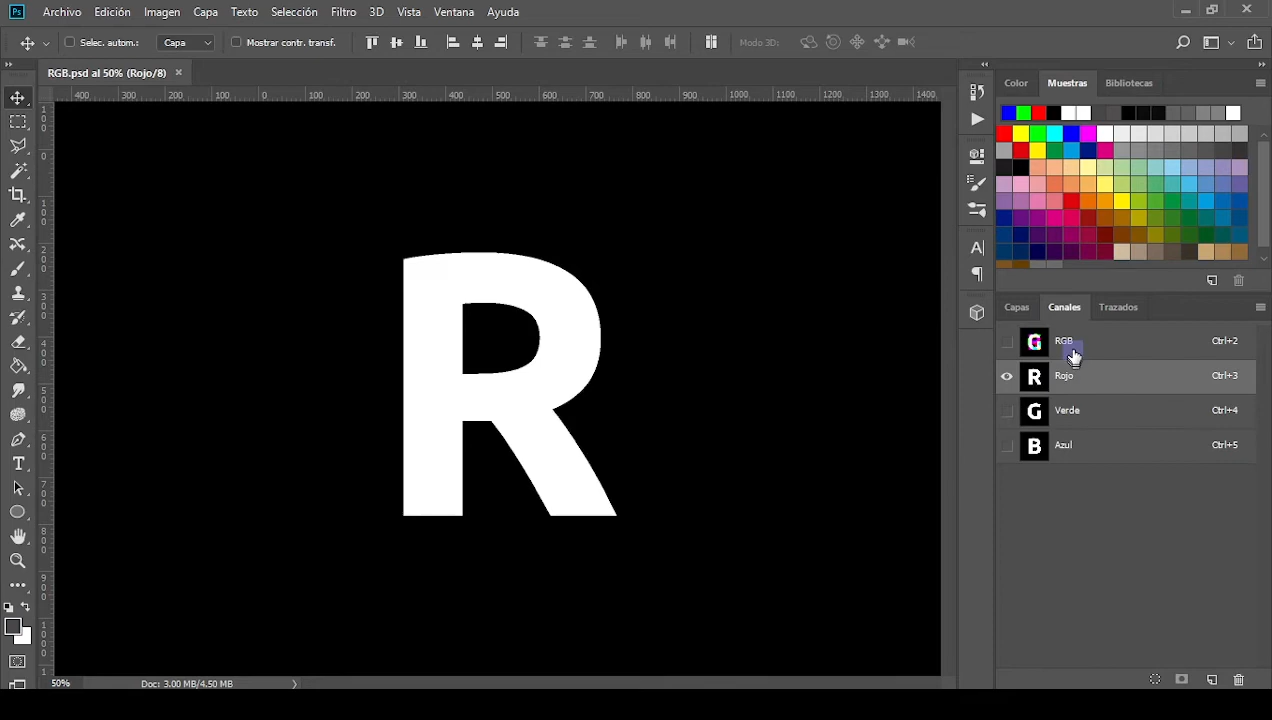 Ps Archivo Edición Imagen Capa Texto Selección Filtro 3D Vista Ventana Ayuda
Selec. autom.: Capa Mostrar contr. transf. Modo 3D:
RGB.psd al 50% (Rojo/8) ×
400 300 200 100 0 100 200 300 400 500 600 700 800 900 1000 1100 1200 1300 1400
Color Muestras Bibliotecas
R
Capas Canales Trazados
G RGB Ctrl+2
R Rojo Ctrl+3
G Verde Ctrl+4
B Azul Ctrl+5
50% Doc: 3.00 MB/4.50 MB